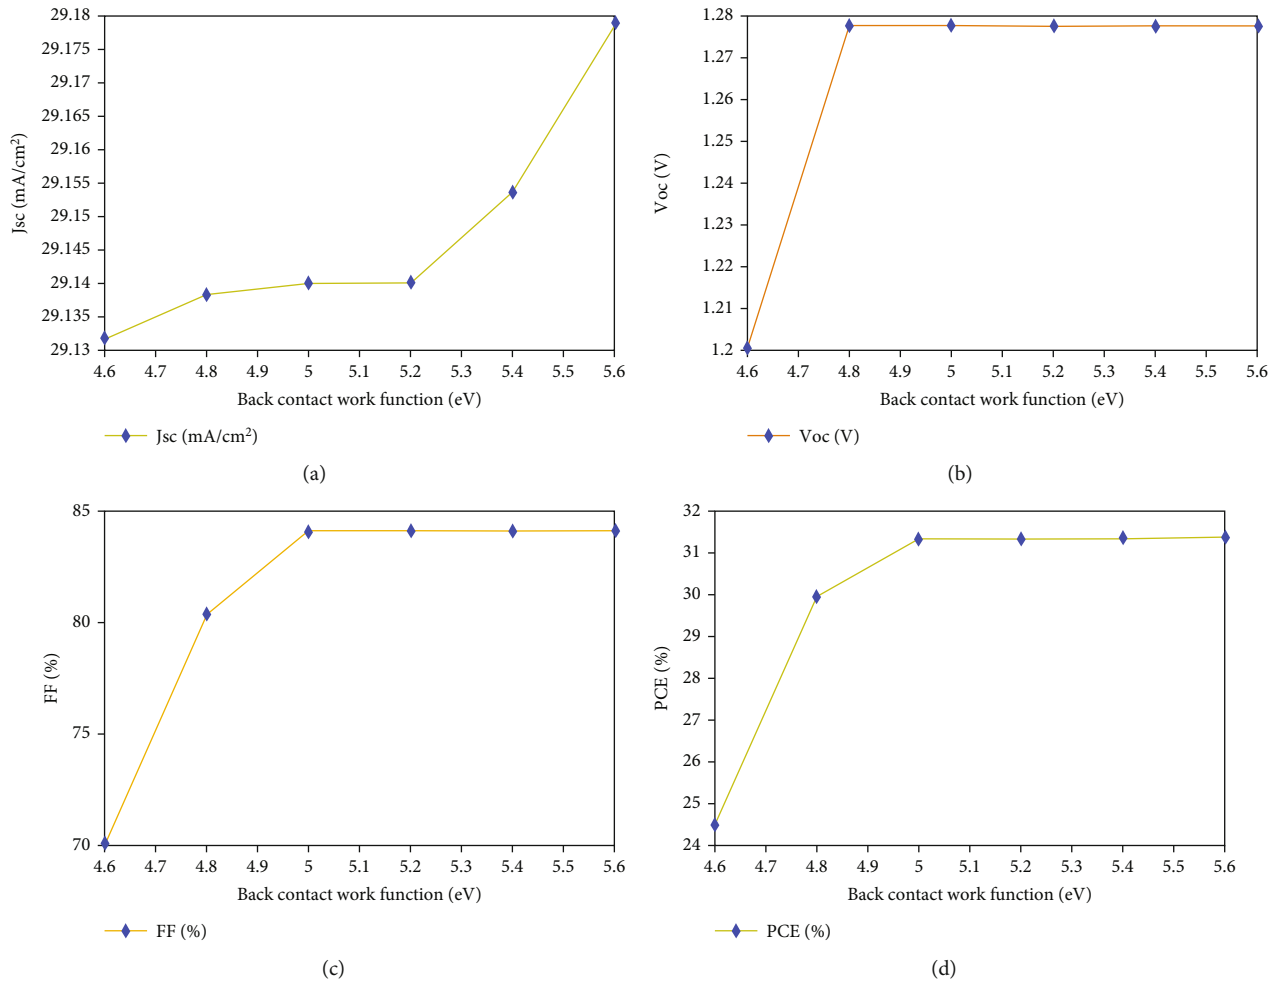 29.18
29.175
29.17
29.165
29.16
29.155
29.15
29.145
29.14
29.135
29.13
Jsc (mA/cm²)
4.6 4.7 4.8 4.9 5 5.1 5.2 5.3 5.4 5.5 5.6
Back contact work function (eV)
Jsc (mA/cm²)
(a)
1.28
1.27
1.26
1.25
1.24
1.23
1.22
1.21
1.2
Voc (V)
4.6 4.7 4.8 4.9 5 5.1 5.2 5.3 5.4 5.5 5.6
Back contact work function (eV)
Voc (V)
(b)
85
80
75
70
FF (%)
4.6 4.7 4.8 4.9 5 5.1 5.2 5.3 5.4 5.5 5.6
Back contact work function (eV)
FF (%)
(c)
32
31
30
29
28
27
26
25
24
PCE (%)
4.6 4.7 4.8 4.9 5 5.1 5.2 5.3 5.4 5.5 5.6
Back contact work function (eV)
PCE (%)
(d)